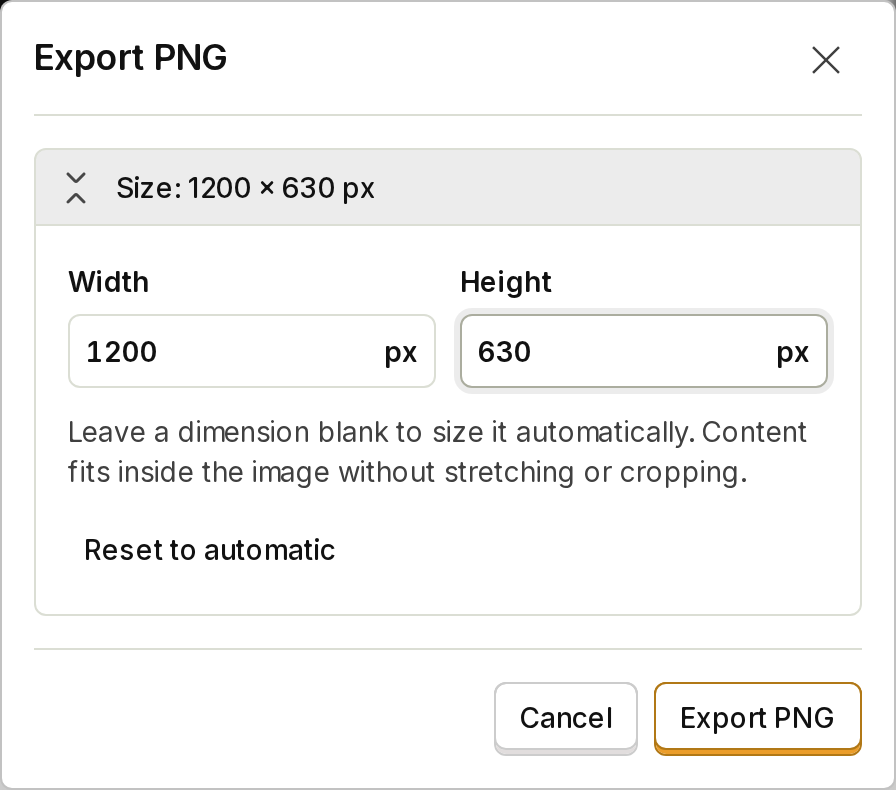 Export PNG
Size: 1200 × 630 px
Width
Height
1200 px
630 px
Leave a dimension blank to size it automatically. Content
fits inside the image without stretching or cropping.
Reset to automatic
Cancel
Export PNG